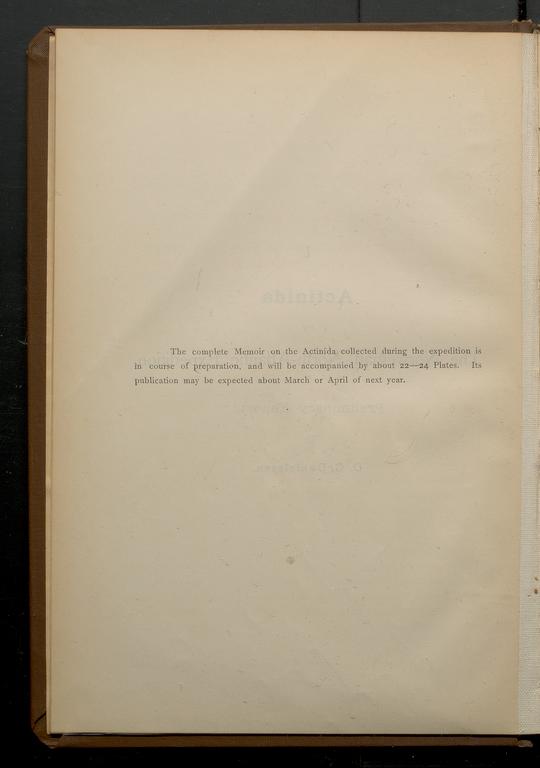 The complete Memoir on the Actinida collected during the expedition is
in course of preparation, and will be accompanied by about 22—24 Plates. Its
publication may be expected about March or April of next year.